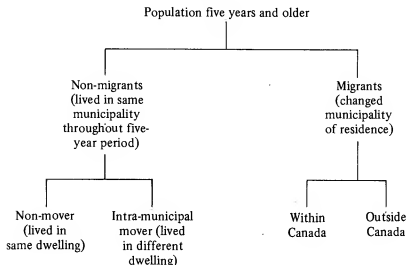 Population five years and older
Non-migrants
(lived in same
municipality
throughout five-
year period)
Migrants
(changed
municipality
of residence)
Non-mover
(lived in
same dwelling)
Intra-municipal
mover (lived
in different
dwelling)
Within
Canada
Outside
Canada